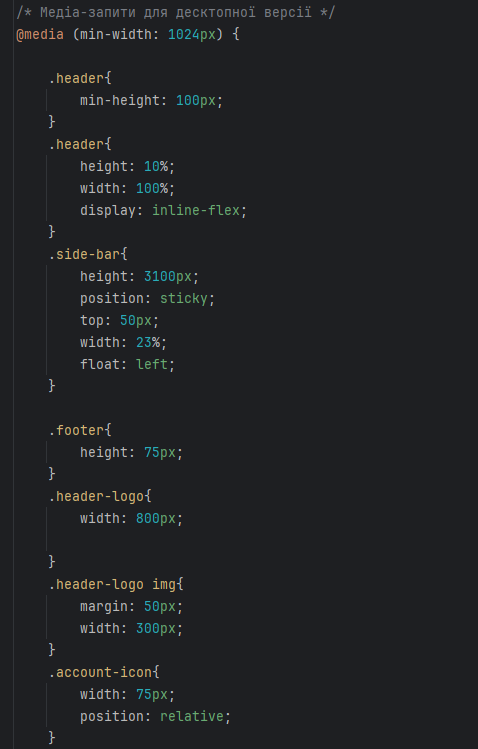 /* Медіа-запити для десктопної версії */
@media (min-width: 1024px) {
.header{
min-height: 100px;
}
.header{
height: 10%;
width: 100%;
display: inline-flex;
}
.side-bar{
height: 3100px;
position: sticky;
top: 50px;
width: 23%;
float: left;
}
.footer{
height: 75px;
}
.header-logo{
width: 800px;
}
.header-logo img{
margin: 50px;
width: 300px;
}
.account-icon{
width: 75px;
position: relative;
}